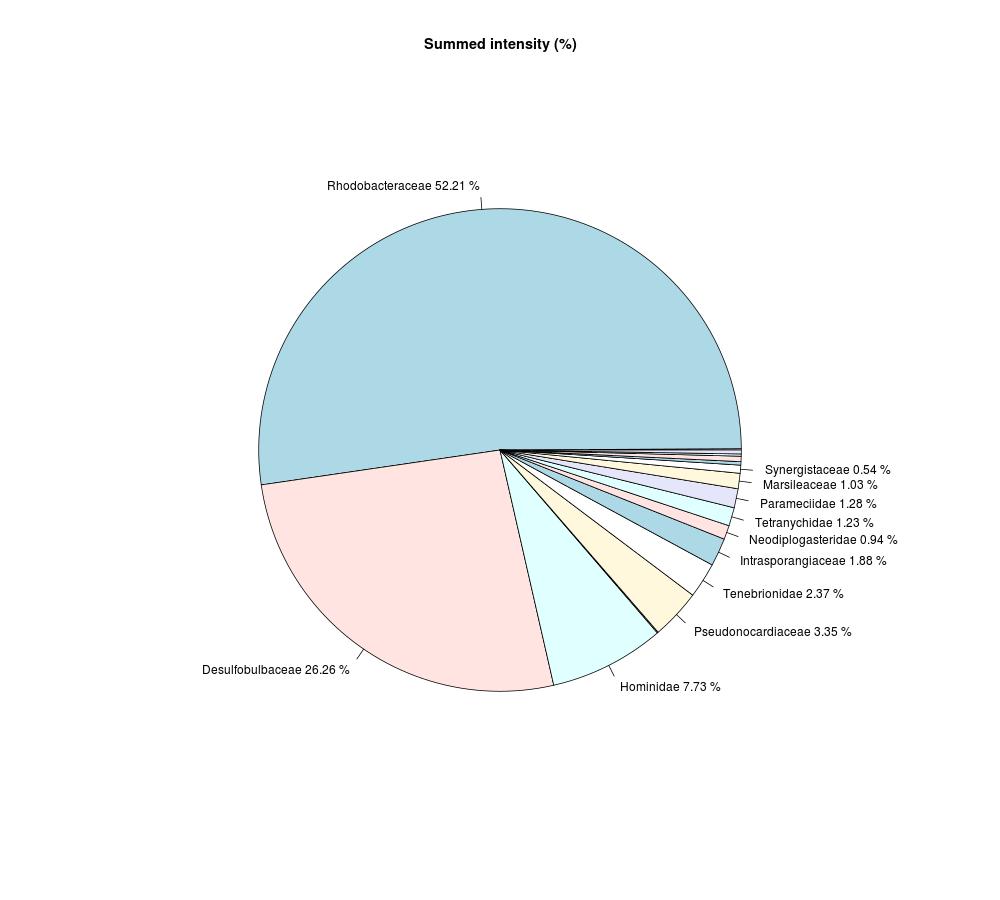 Summed intensity (%)
Rhodobacteraceae 52.21 %
Synergistaceae 0.54 %
Marsileaceae 1.03 %
Parameciidae 1.28 %
Tetranychidae 1.23 %
Neodiplogasteridae 0.94 %
Intrasporangiaceae 1.88 %
Tenebrionidae 2.37 %
Pseudonocardiaceae 3.35 %
Desulfobulbaceae 26.26 %
Hominidae 7.73 %